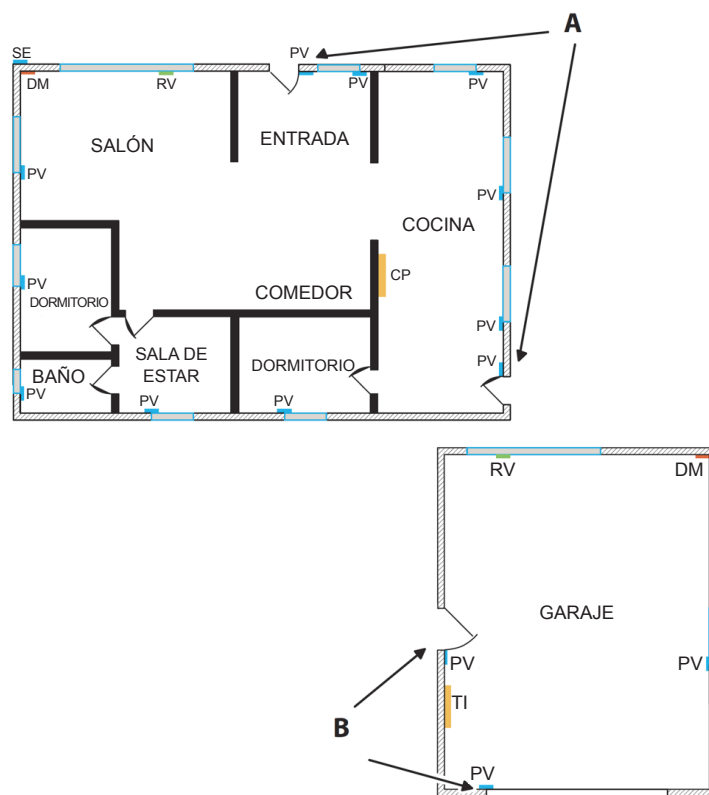 A
SE
PV
DM
RV
PV
PV
SALÓN
ENTRADA
PV
PV
COCINA
PV
CP
DORMITORIO
COMEDOR
PV
SALA DE
ESTAR
DORMITORIO
PV
BAÑO
PV
PV
PV
RV
DM
GARAJE
PV
PV
TI
B
PV